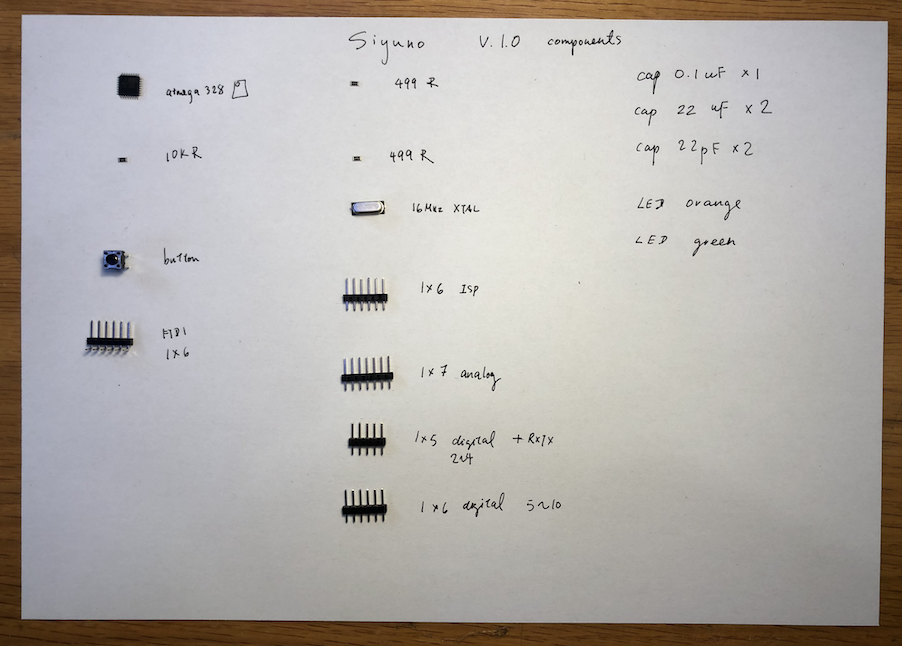 Siyuno V.1.0 components
atmega 328
10KR
button
FTDI
1x6
499 R
499 R
16MHz XTAL
1x6 ISP
1x7 analog
1x5 digital + RXTX
2~4
1x6 digital 5~10
cap 0.1uF x1
cap 22 uF x2
cap 22pF x2
LED orange
LED green